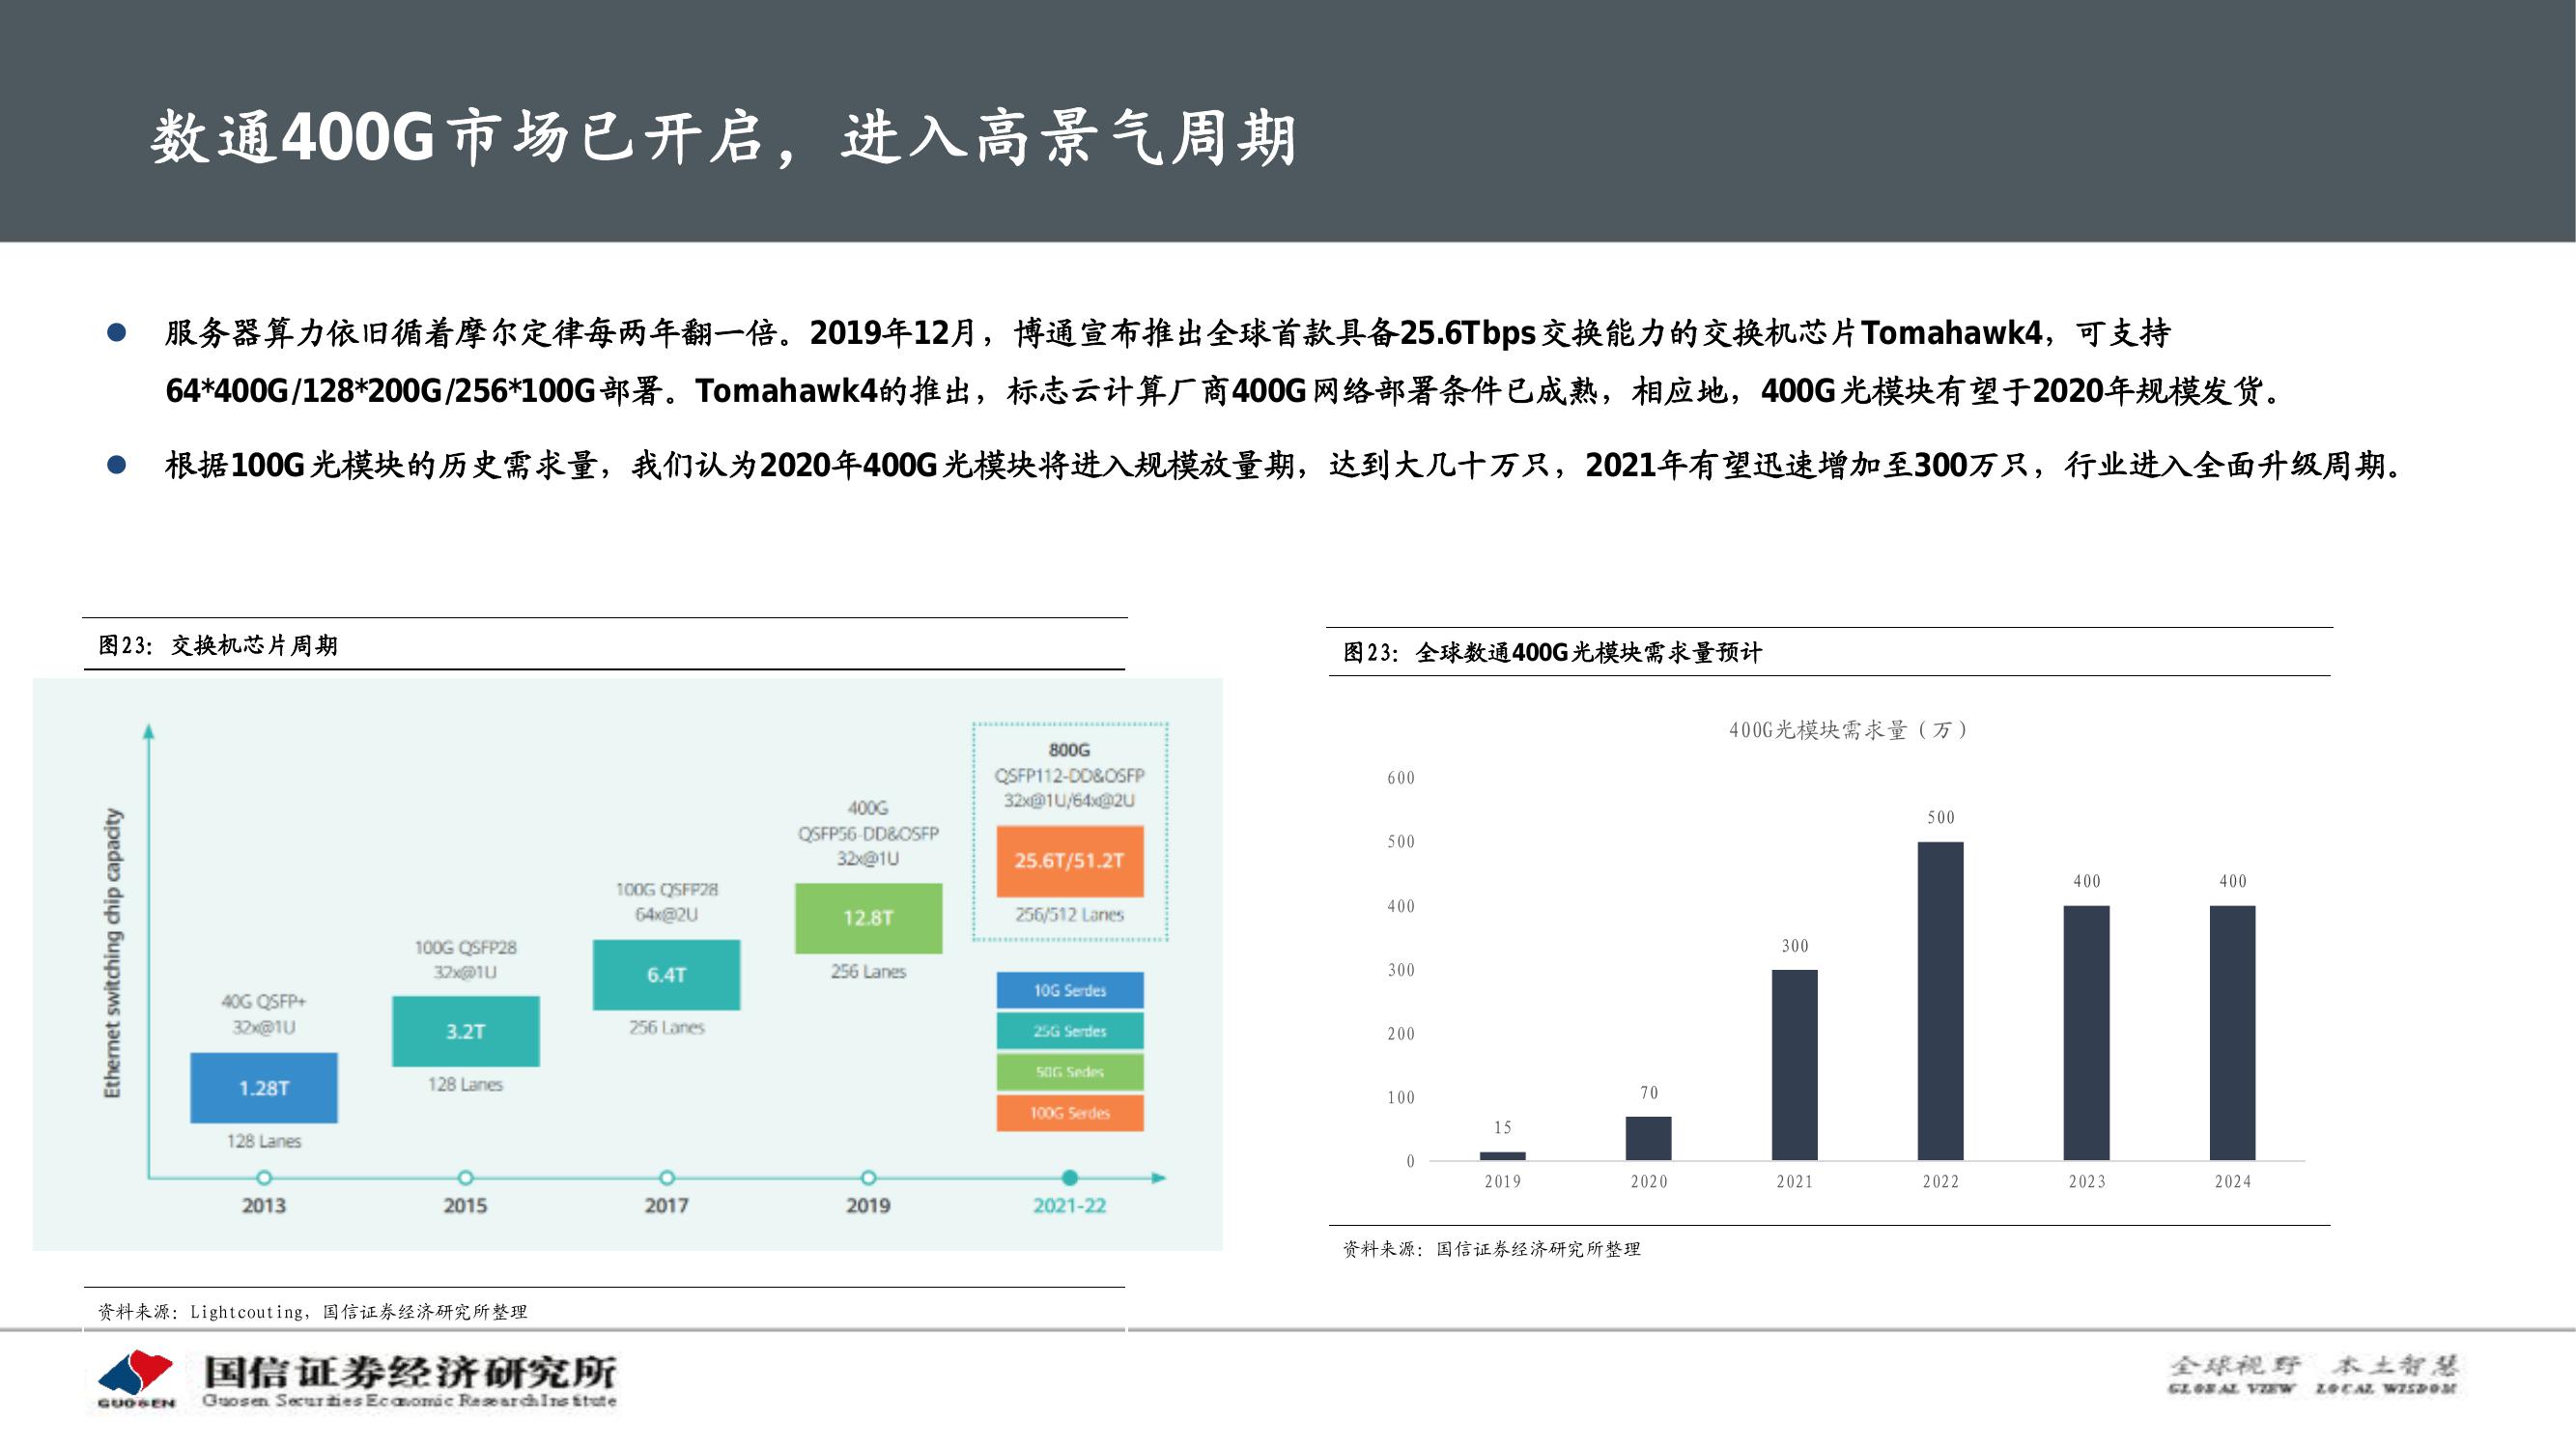 数通400G市场已开启，进入高景气周期
服务器算力依旧循着摩尔定律每两年翻一倍。2019年12月，博通宣布推出全球首款具备25.6Tbps交换能力的交换机芯片Tomahawk4，可支持
64*400G/128*200G/256*100G部署。Tomahawk4的推出，标志云计算厂商400G网络部署条件已成熟，相应地，400G光模块有望于2020年规模发货。
根据100G光模块的历史需求量，我们认为2020年400G光模块将进入规模放量期，达到大几十万只，2021年有望迅速增加至300万只，行业进入全面升级周期。
图23：交换机芯片周期
Ethernet switching chip capacity
40G QSFP+
32x@1U
1.28T
128 Lanes
100G QSFP28
32x@1U
3.2T
128 Lanes
100G QSFP28
64x@2U
6.4T
256 Lanes
400G
QSFP56-DD&OSFP
32x@1U
12.8T
256 Lanes
800G
QSFP112-DD&OSFP
32x@1U/64x@2U
25.6T/51.2T
256/512 Lanes
10G Serdes
25G Serdes
50G Sedes
100G Serdes
2013
2015
2017
2019
2021-22
资料来源：Lightcouting，国信证券经济研究所整理
图23：全球数通400G光模块需求量预计
400G光模块需求量（万）
600
500
400
300
200
100
0
15
70
300
500
400
400
2019
2020
2021
2022
2023
2024
资料来源：国信证券经济研究所整理
GUOSEN
国信证券经济研究所
Guosen Securities Economic Research Institute
全球视野 本土智慧
GLOBAL VIEW LOCAL WISDOM